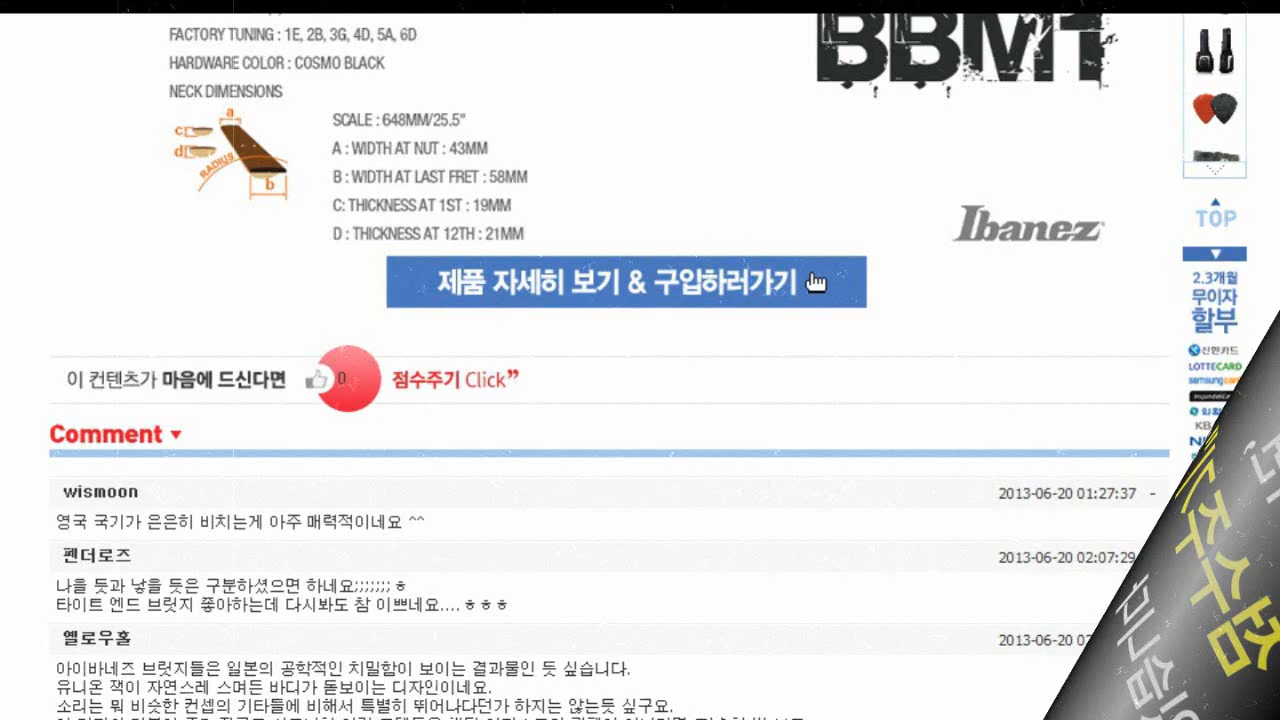 FACTORY TUNING : 1E, 2B, 3G, 4D, 5A, 6D
BBM1
HARDWARE COLOR : COSMO BLACK
NECK DIMENSIONS
a
c
d
RADIUS
b
SCALE : 648MM/25.5"
A : WIDTH AT NUT : 43MM
B : WIDTH AT LAST FRET : 58MM
C: THICKNESS AT 1ST : 19MM
D : THICKNESS AT 12TH : 21MM
Ibanez
TOP
제품 자세히 보기 & 구입하러가기
2.3개월
무이자
할부
신한카드
LOTTECARD
samsung
KB
이 컨텐츠가 마음에 드신다면 0 점수주기 Click”
Comment
wismoon 2013-06-20 01:27:37 -
영국 국기가 은은히 비치는게 아주 매력적이네요 ^^
펜더로즈 2013-06-20 02:07:29
나을 듯과 낳을 듯은 구분하셨으면 하네요;;;;;;; ㅎ
타이트 엔드 브릿지 좋아하는데 다시봐도 참 이쁘네요.... ㅎㅎㅎ
옐로우홀 2013-06-20
아이바네즈 브릿지들은 일본의 공학적인 치밀함이 보이는 결과물인 듯 싶습니다.
유니온 잭이 자연스레 스며든 바디가 돋보이는 디자인이네요.
소리는 뭐 비슷한 컨셉의 기타들에 비해서 특별히 뛰어나다던가 하지는 않는듯 싶구요.